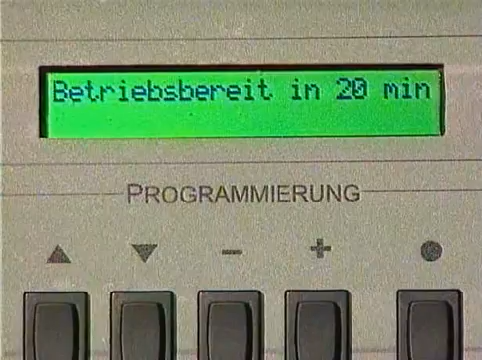 Betriebsbereit in 20 min
PROGRAMMIERUNG
▲ ▼ − + ●